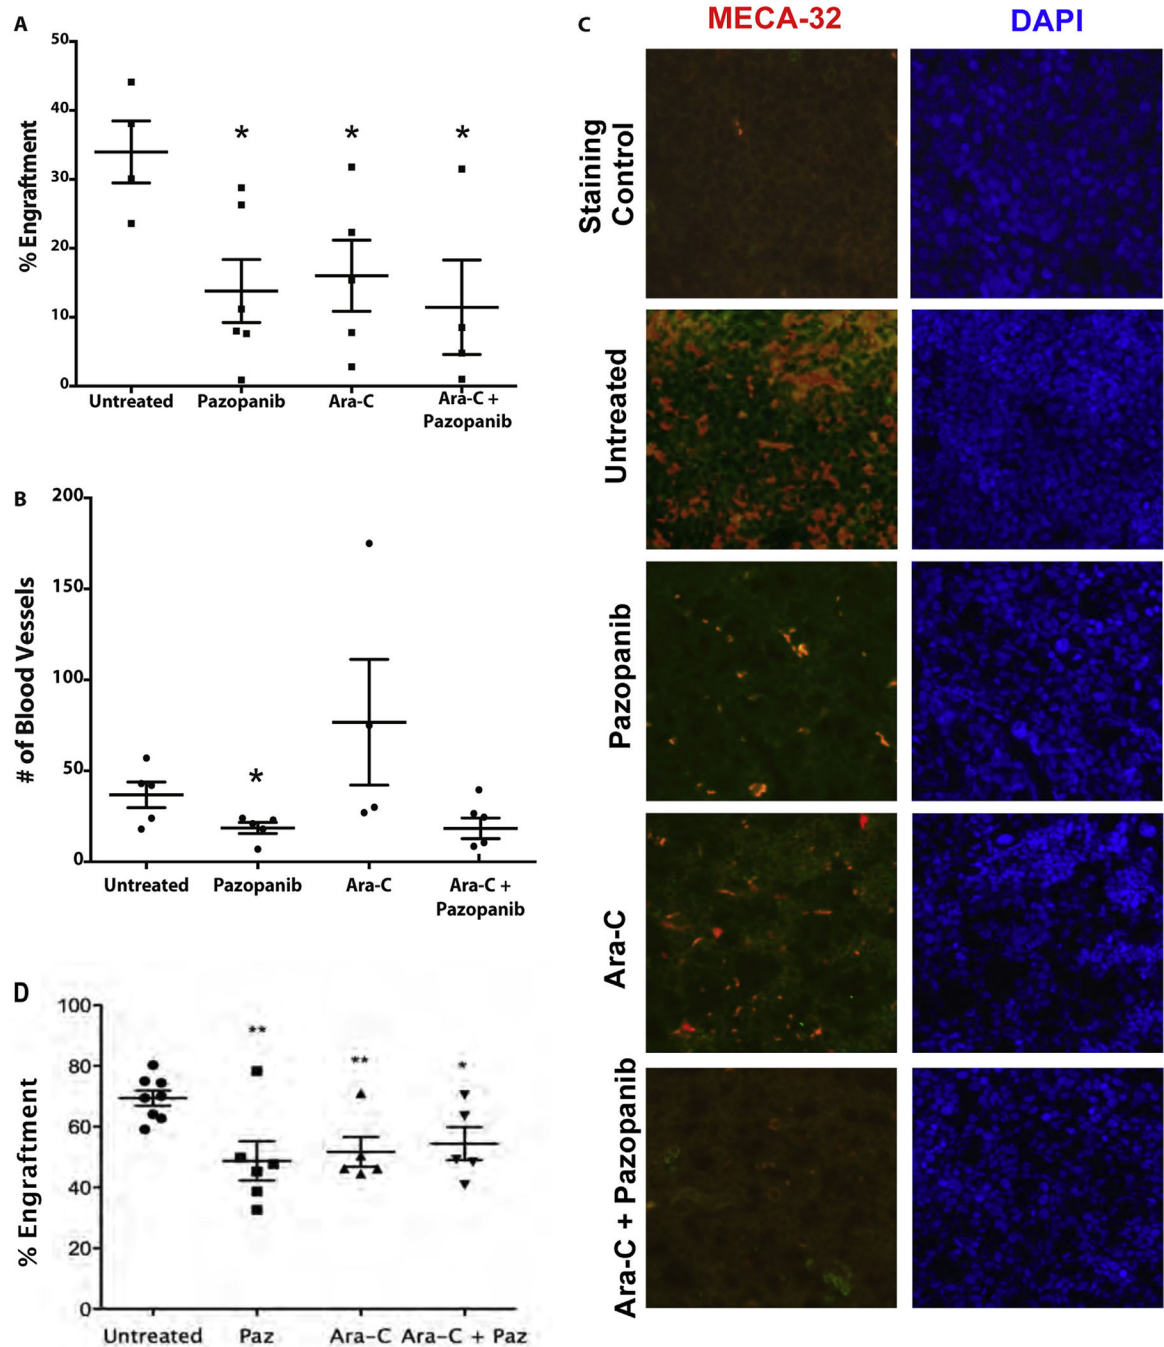 A
50
40
30
20
10
0
% Engraftment
*
*
*
Untreated
Pazopanib
Ara-C
Ara-C +
Pazopanib
B
200
150
100
50
0
# of Blood Vessels
*
Untreated
Pazopanib
Ara-C
Ara-C +
Pazopanib
D
100
80
60
40
20
0
% Engraftment
**
**
*
Untreated
Paz
Ara-C
Ara-C + Paz
C
MECA-32
DAPI
Staining
Control
Untreated
Pazopanib
Ara-C
Ara-C + Pazopanib